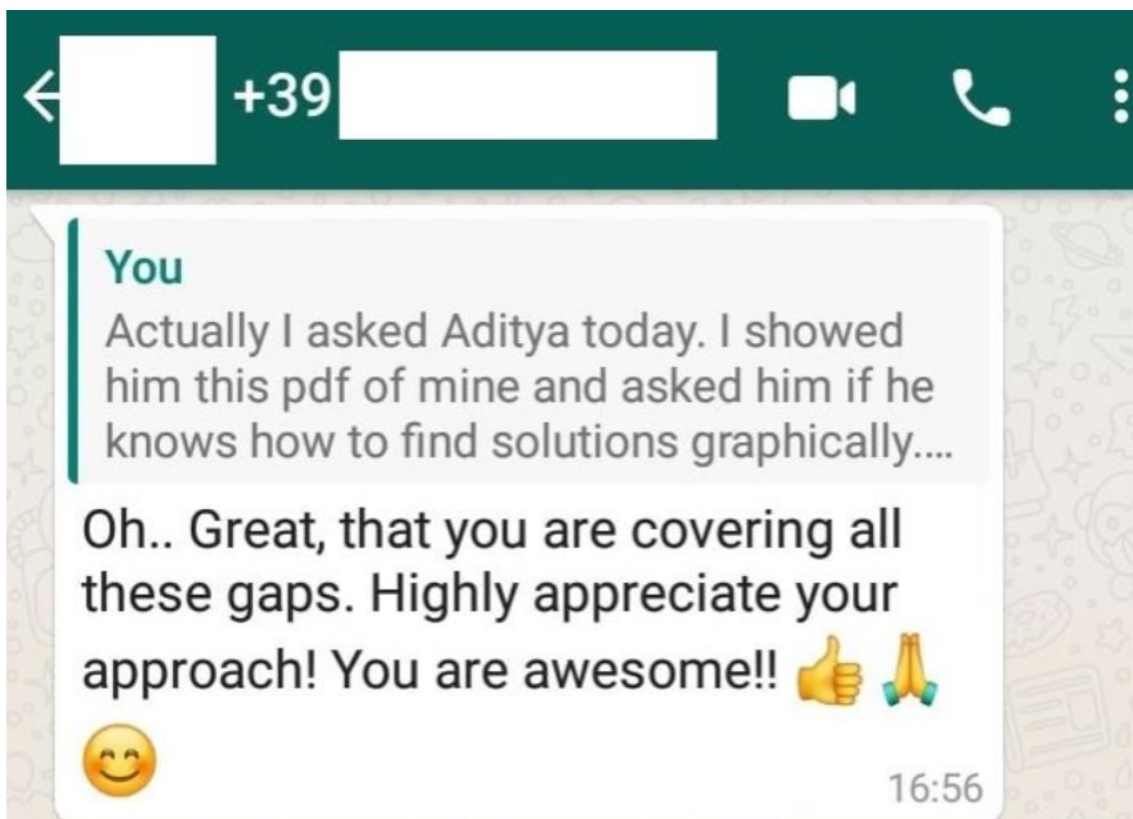 +39
You
Actually I asked Aditya today. I showed
him this pdf of mine and asked him if he
knows how to find solutions graphically....
Oh.. Great, that you are covering all
these gaps. Highly appreciate your
approach! You are awesome!! 👍🙏
😊
16:56